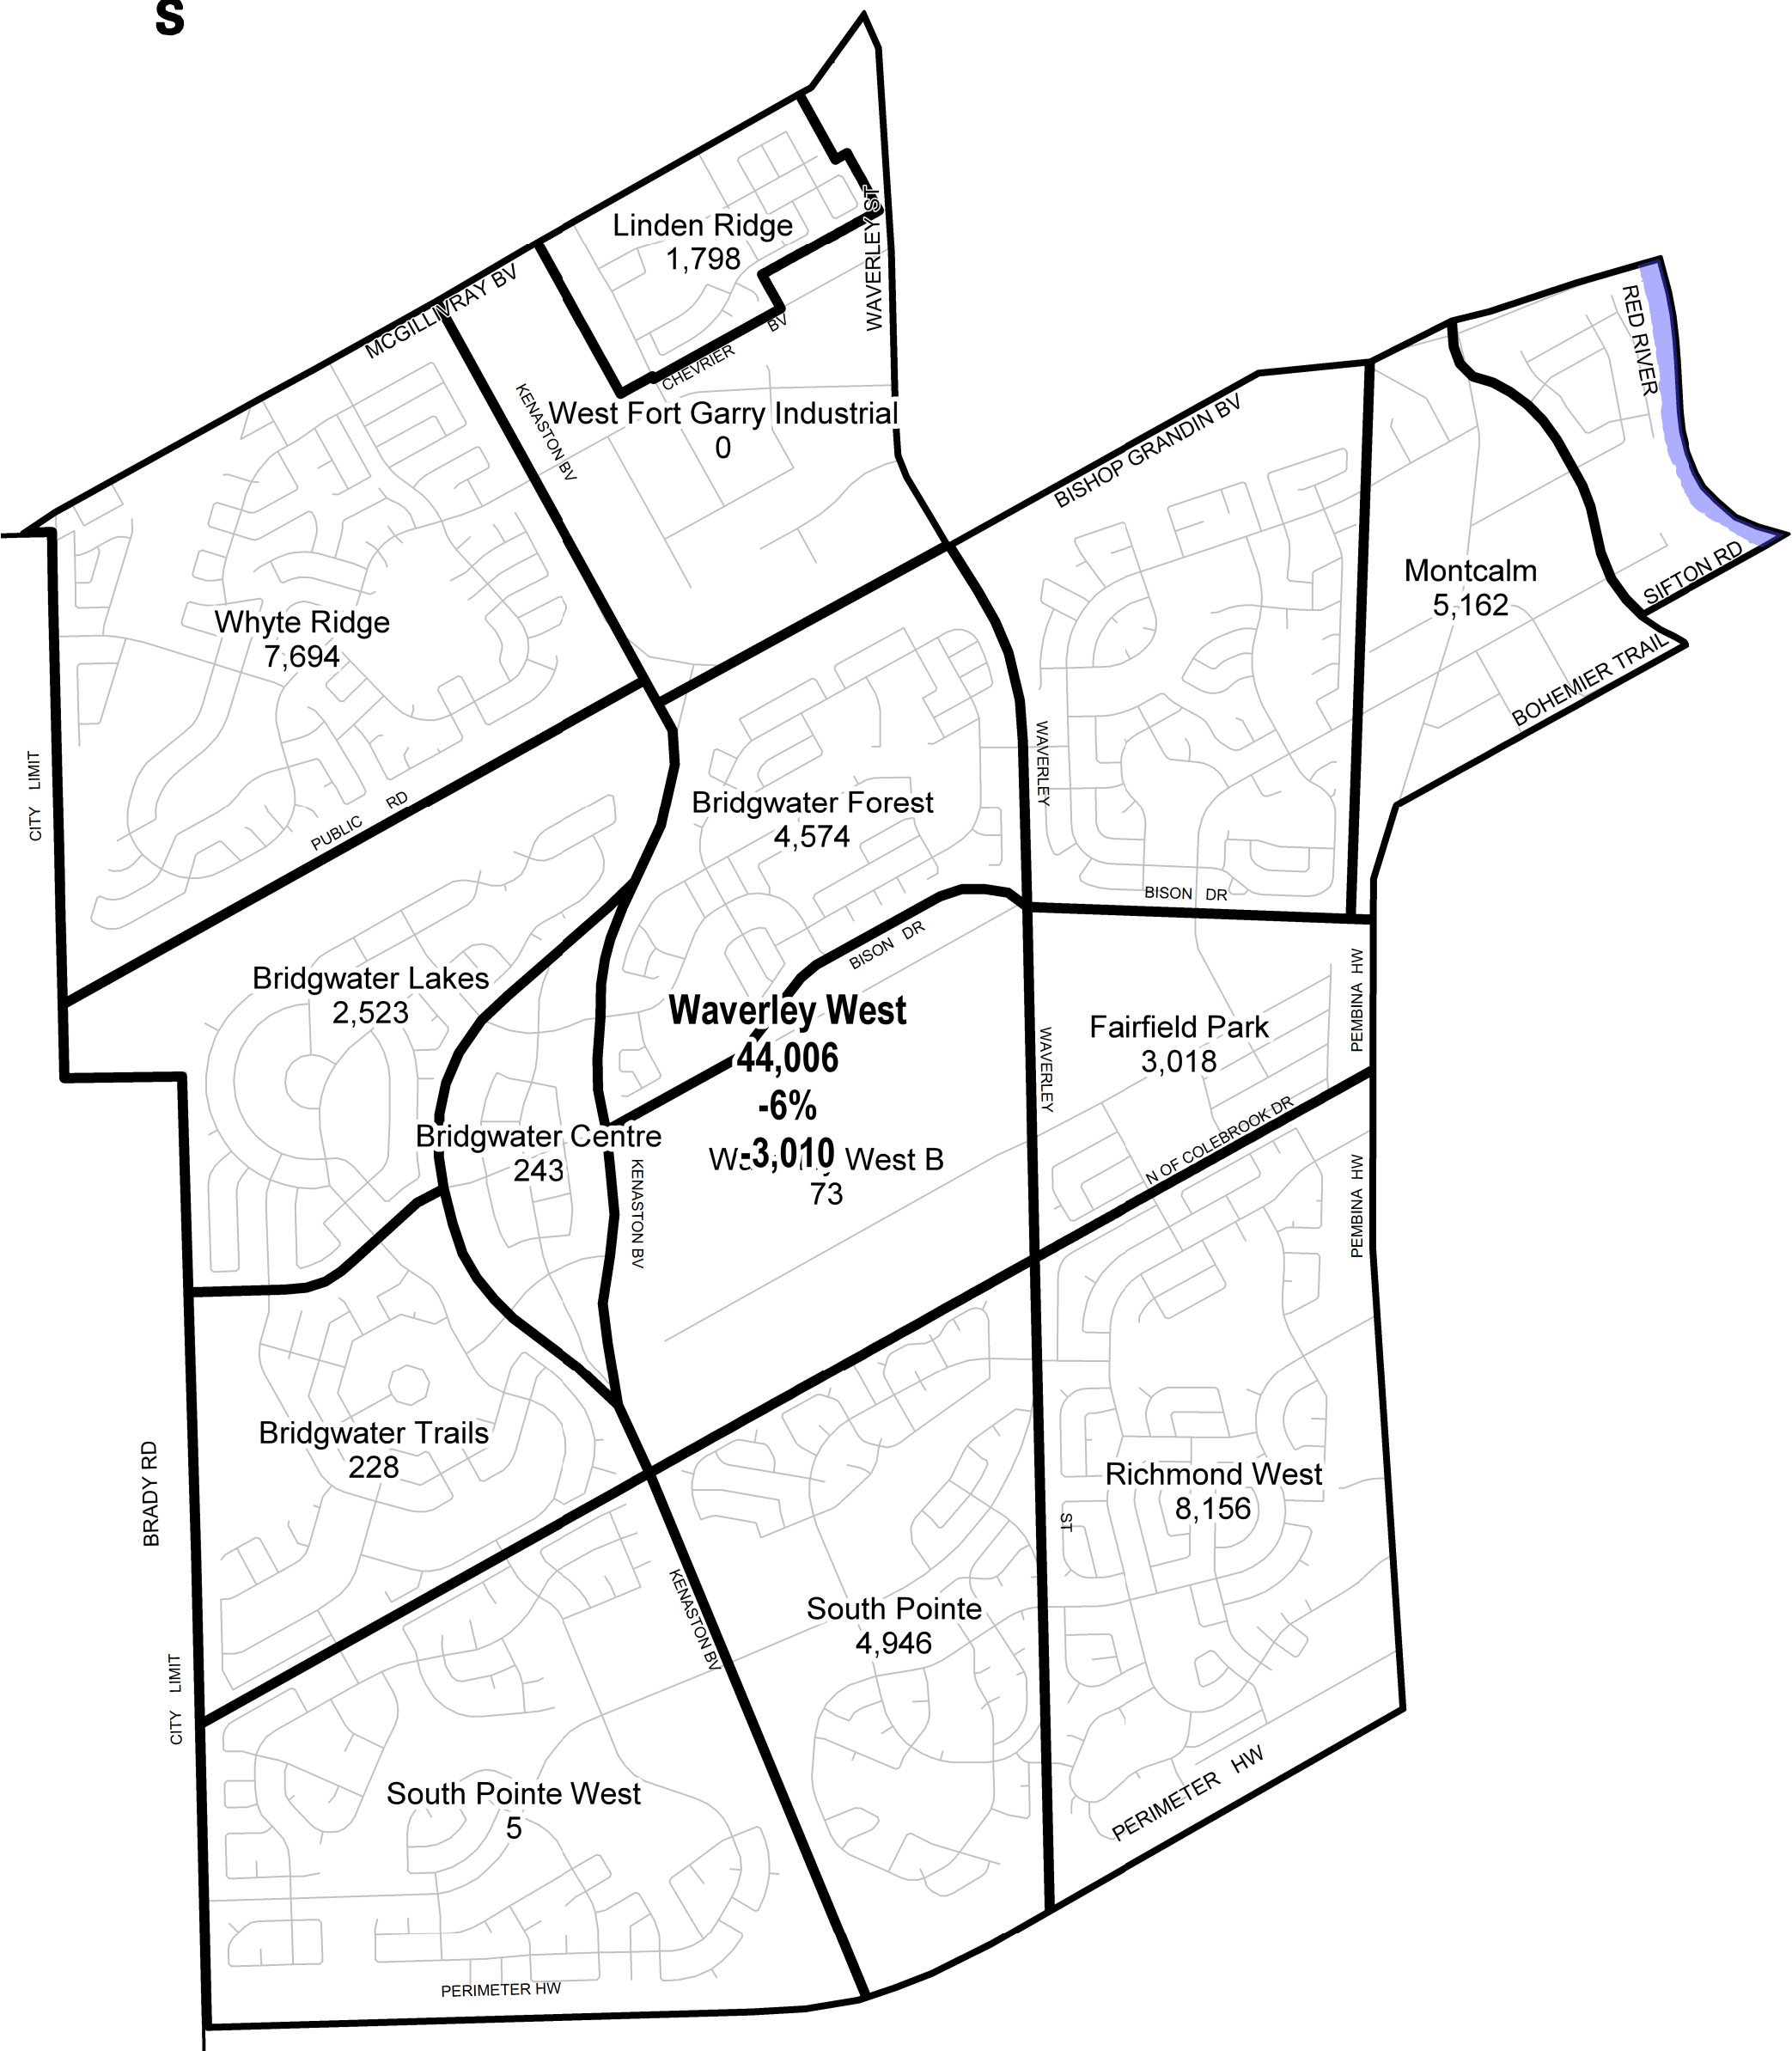 S
Linden Ridge
1,798
WAVERLEY ST
MCGILLIVRAY BV
CHEVRIER BV
KENASTON BV
West Fort Garry Industrial
0
RED RIVER
BISHOP GRANDIN BV
Montcalm
5,162
SIFTON RD
BOHEMIER TRAIL
Whyte Ridge
7,694
CITY LIMIT
PUBLIC RD
WAVERLEY
Bridgwater Forest
4,574
BISON DR
BISON DR
Bridgwater Lakes
2,523
Waverley West
44,006
-6%
-3,010
West B
73
Fairfield Park
3,018
PEMBINA HW
WAVERLEY
N OF COLEBROOK DR
PEMBINA HW
Bridgwater Centre
243
KENASTON BV
Bridgwater Trails
228
BRADY RD
Richmond West
8,156
ST
KENASTON BV
South Pointe
4,946
CITY LIMIT
South Pointe West
5
PERIMETER HW
PERIMETER HW